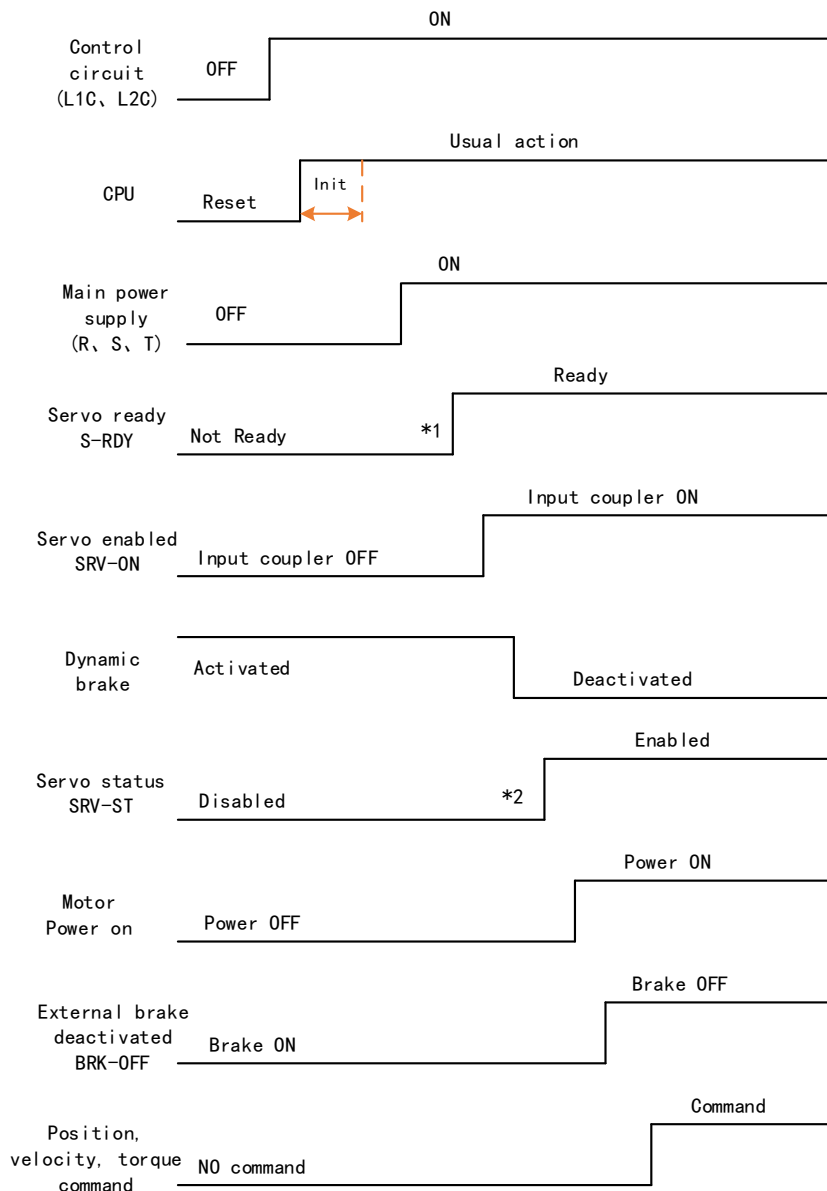 ON
Control
circuit
(L1C、L2C)
OFF
Usual action
CPU
Reset
Init
ON
Main power
supply
(R、S、T)
OFF
Ready
Servo ready
S-RDY
Not Ready
*1
Input coupler ON
Servo enabled
SRV-ON
Input coupler OFF
Dynamic
brake
Activated
Deactivated
Enabled
Servo status
SRV-ST
Disabled
*2
Power ON
Motor
Power on
Power OFF
Brake OFF
External brake
deactivated
BRK-OFF
Brake ON
Command
Position,
velocity, torque
command
NO command